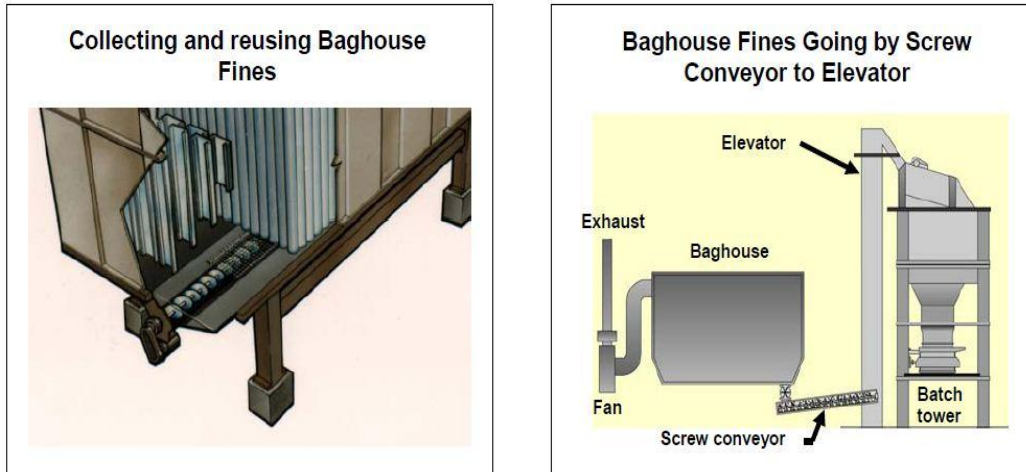 Collecting and reusing Baghouse
Fines
Baghouse Fines Going by Screw
Conveyor to Elevator
Elevator
Exhaust
Baghouse
Fan
Batch
tower
Screw conveyor